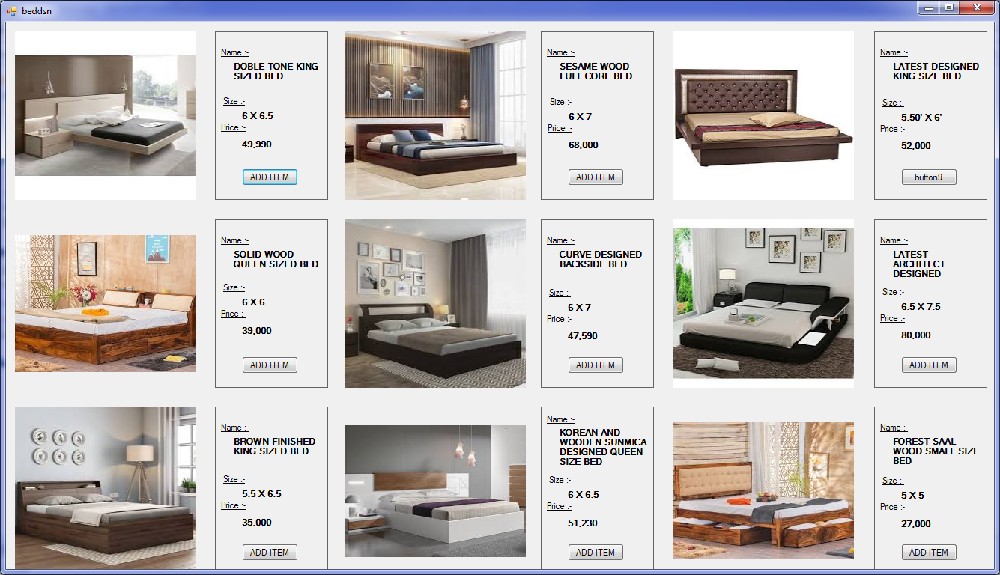 beddsn
Name :-
DOBLE TONE KING
SIZED BED
Size :-
6 X 6.5
Price :-
49,990
ADD ITEM
Name :-
SESAME WOOD
FULL CORE BED
Size :-
6 X 7
Price :-
68,000
ADD ITEM
Name :-
LATEST DESIGNED
KING SIZE BED
Size :-
5.50' X 6'
Price :-
52,000
button9
Name :-
SOLID WOOD
QUEEN SIZED BED
Size :-
6 X 6
Price :-
39,000
ADD ITEM
Name :-
CURVE DESIGNED
BACKSIDE BED
Size :-
6 X 7
Price :-
47,590
ADD ITEM
Name :-
LATEST
ARCHITECT
DESIGNED
Size :-
6.5 X 7.5
Price :-
80,000
ADD ITEM
Name :-
BROWN FINISHED
KING SIZED BED
Size :-
5.5 X 6.5
Price :-
35,000
ADD ITEM
Name :-
KOREAN AND
WOODEN SUNMICA
DESIGNED QUEEN
SIZE BED
Size :-
6 X 6.5
Price :-
51,230
ADD ITEM
Name :-
FOREST SAAL
WOOD SMALL SIZE
BED
Size :-
5 X 5
Price :-
27,000
ADD ITEM